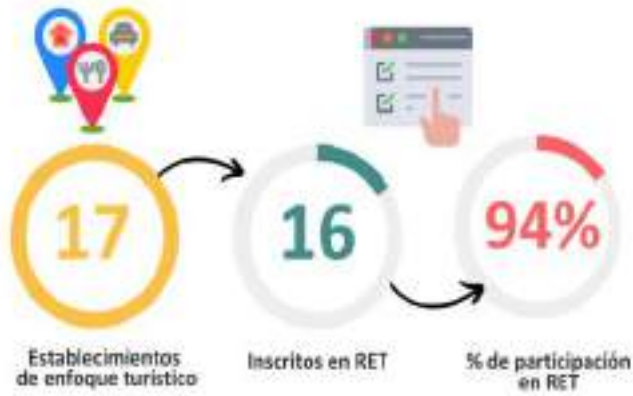 17
16
94%
Establecimientos
de enfoque turístico
Inscritos en RET
% de participación
en RET